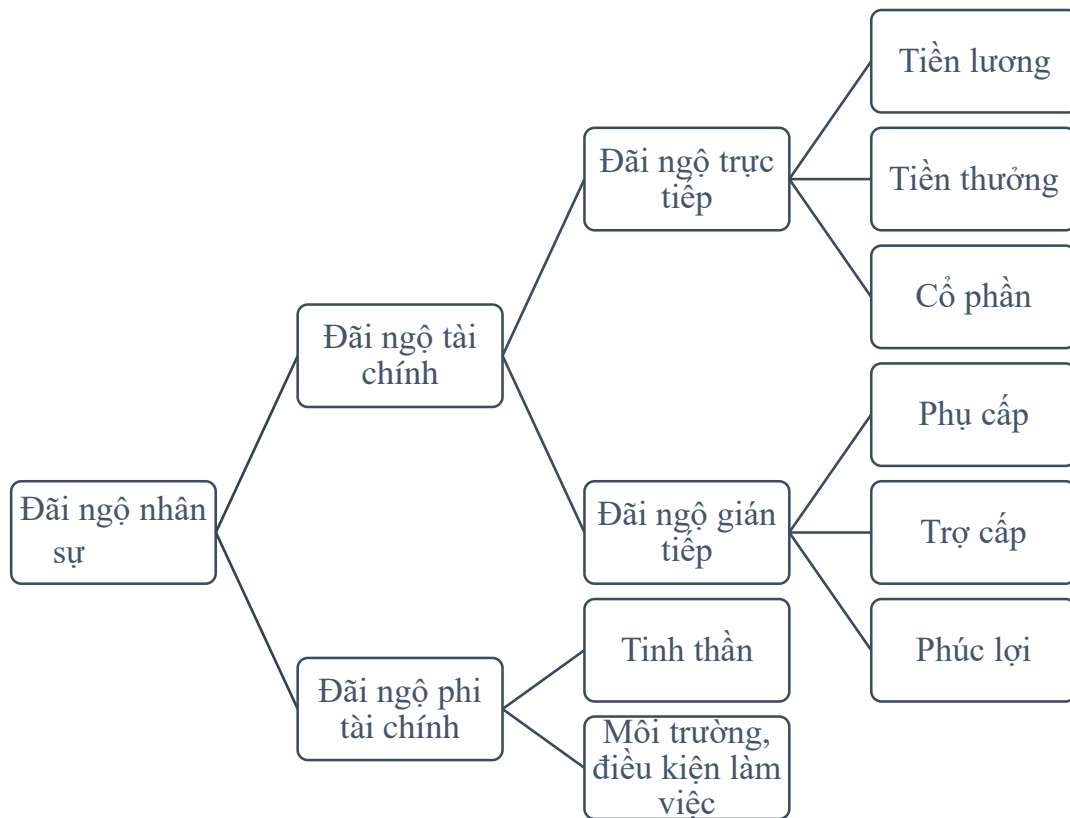 Đãi ngộ nhân
sự
Đãi ngộ tài
chính
Đãi ngộ trực
tiếp
Tiền lương
Tiền thưởng
Cổ phần
Đãi ngộ gián
tiếp
Phụ cấp
Trợ cấp
Phúc lợi
Đãi ngộ phi
tài chính
Tinh thần
Môi trường,
điều kiện làm
việc